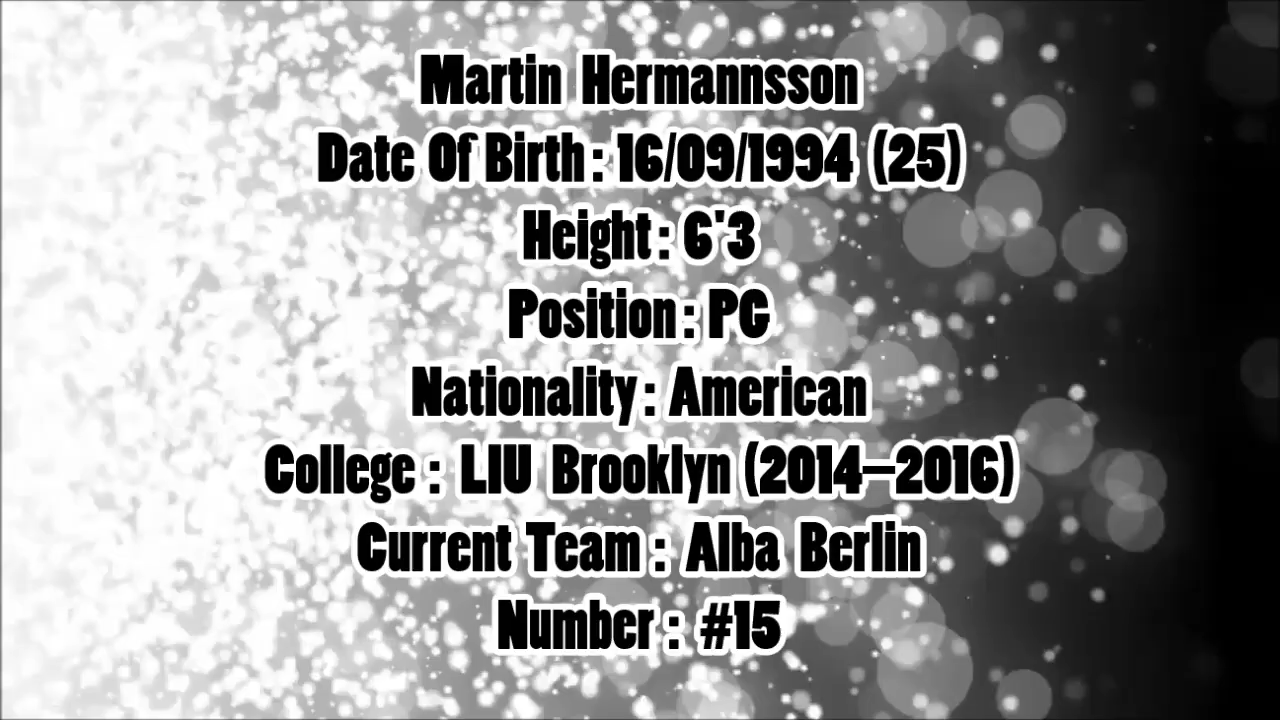 Martin Hermannsson
Date Of Birth : 16/09/1994 (25)
Height : 6'3
Position : PG
Nationality : American
College : LIU Brooklyn (2014–2016)
Current Team : Alba Berlin
Number : #15